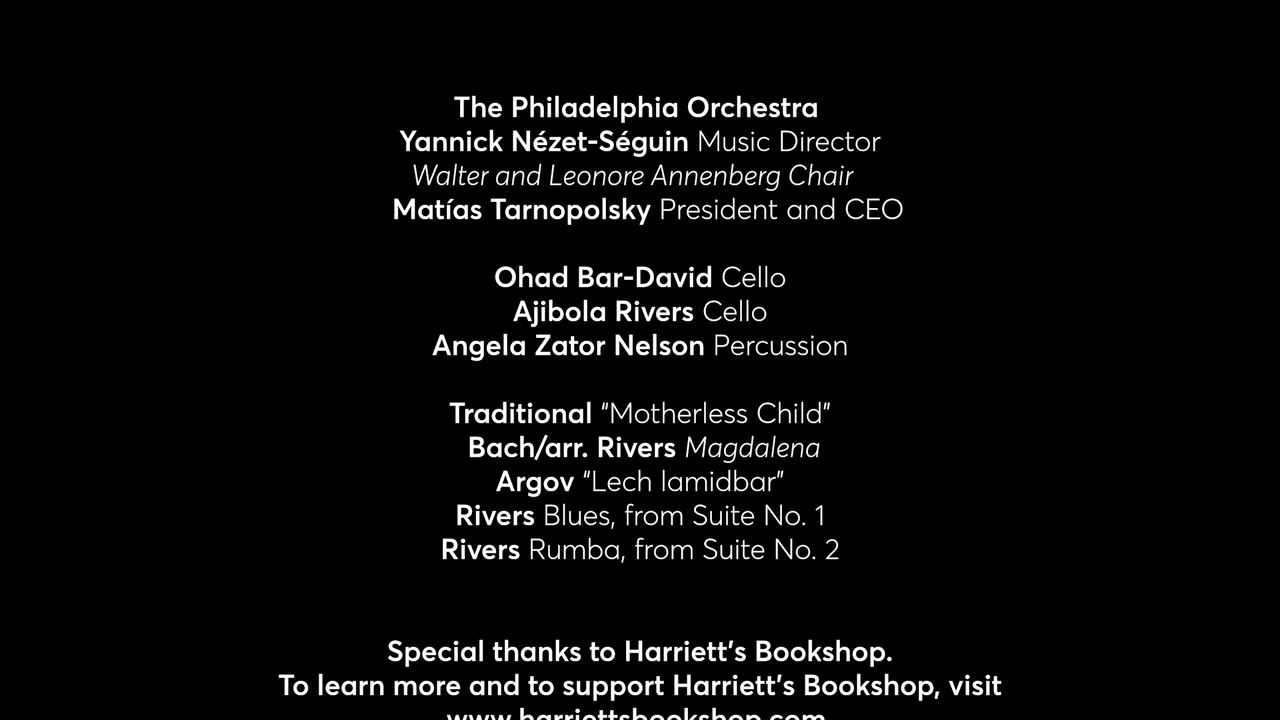 The Philadelphia Orchestra
Yannick Nézet-Séguin Music Director
Walter and Leonore Annenberg Chair
Matías Tarnopolsky President and CEO
Ohad Bar-David Cello
Ajibola Rivers Cello
Angela Zator Nelson Percussion
Traditional “Motherless Child”
Bach/arr. Rivers Magdalena
Argov “Lech lamidbar”
Rivers Blues, from Suite No. 1
Rivers Rumba, from Suite No. 2
Special thanks to Harriett’s Bookshop.
To learn more and to support Harriett’s Bookshop, visit
www.harriettsbookshop.com